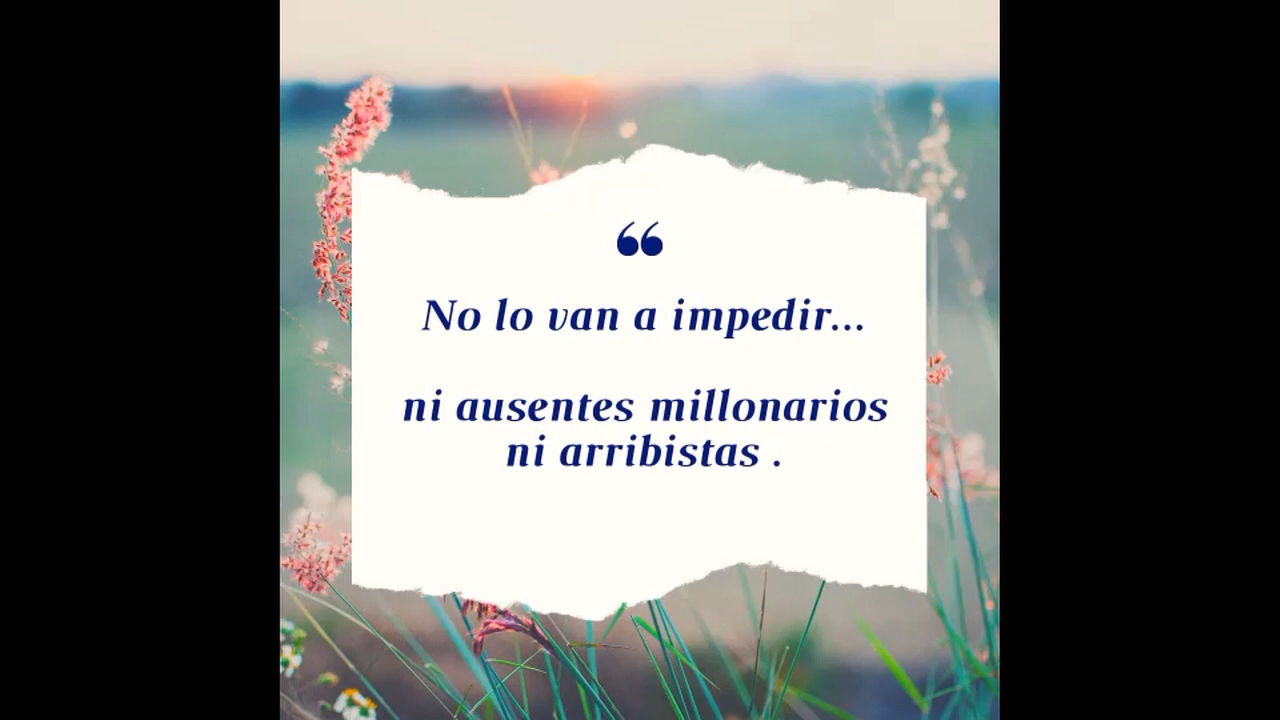 “
No lo van a impedir...
ni ausentes millonarios
ni arribistas .